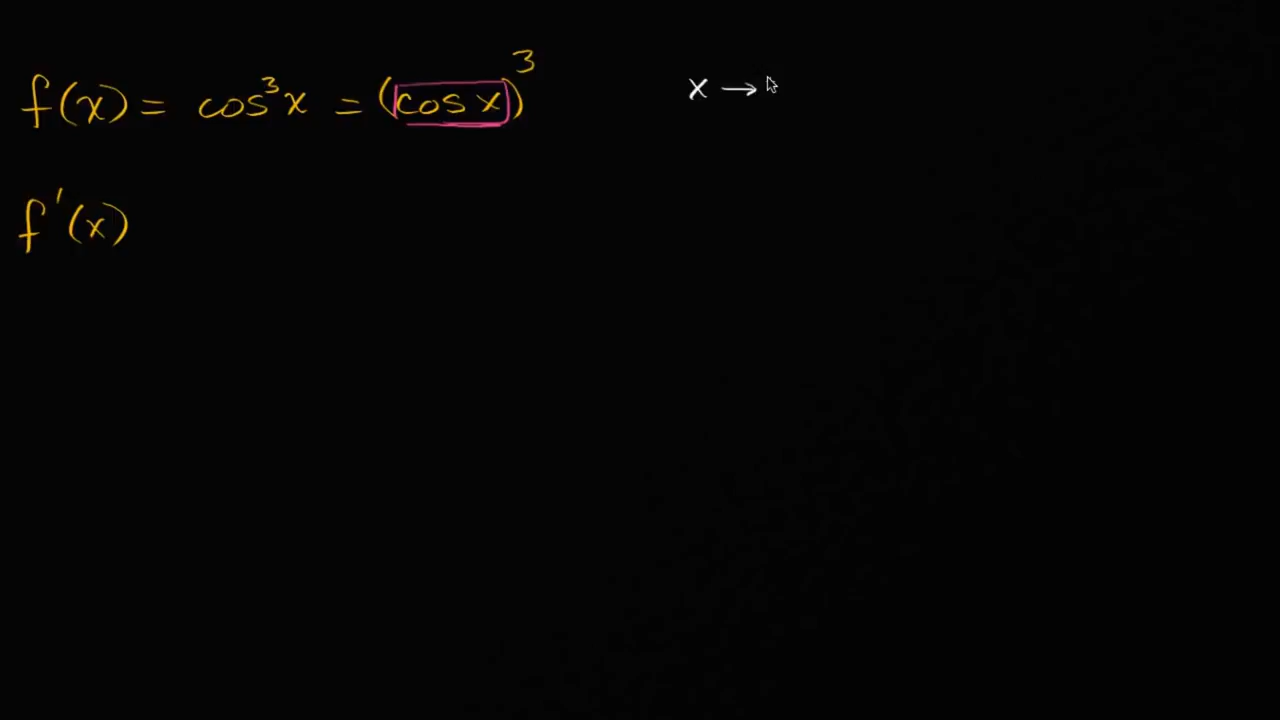 f(x) = cos³x = (cos x)³
x →
f'(x)